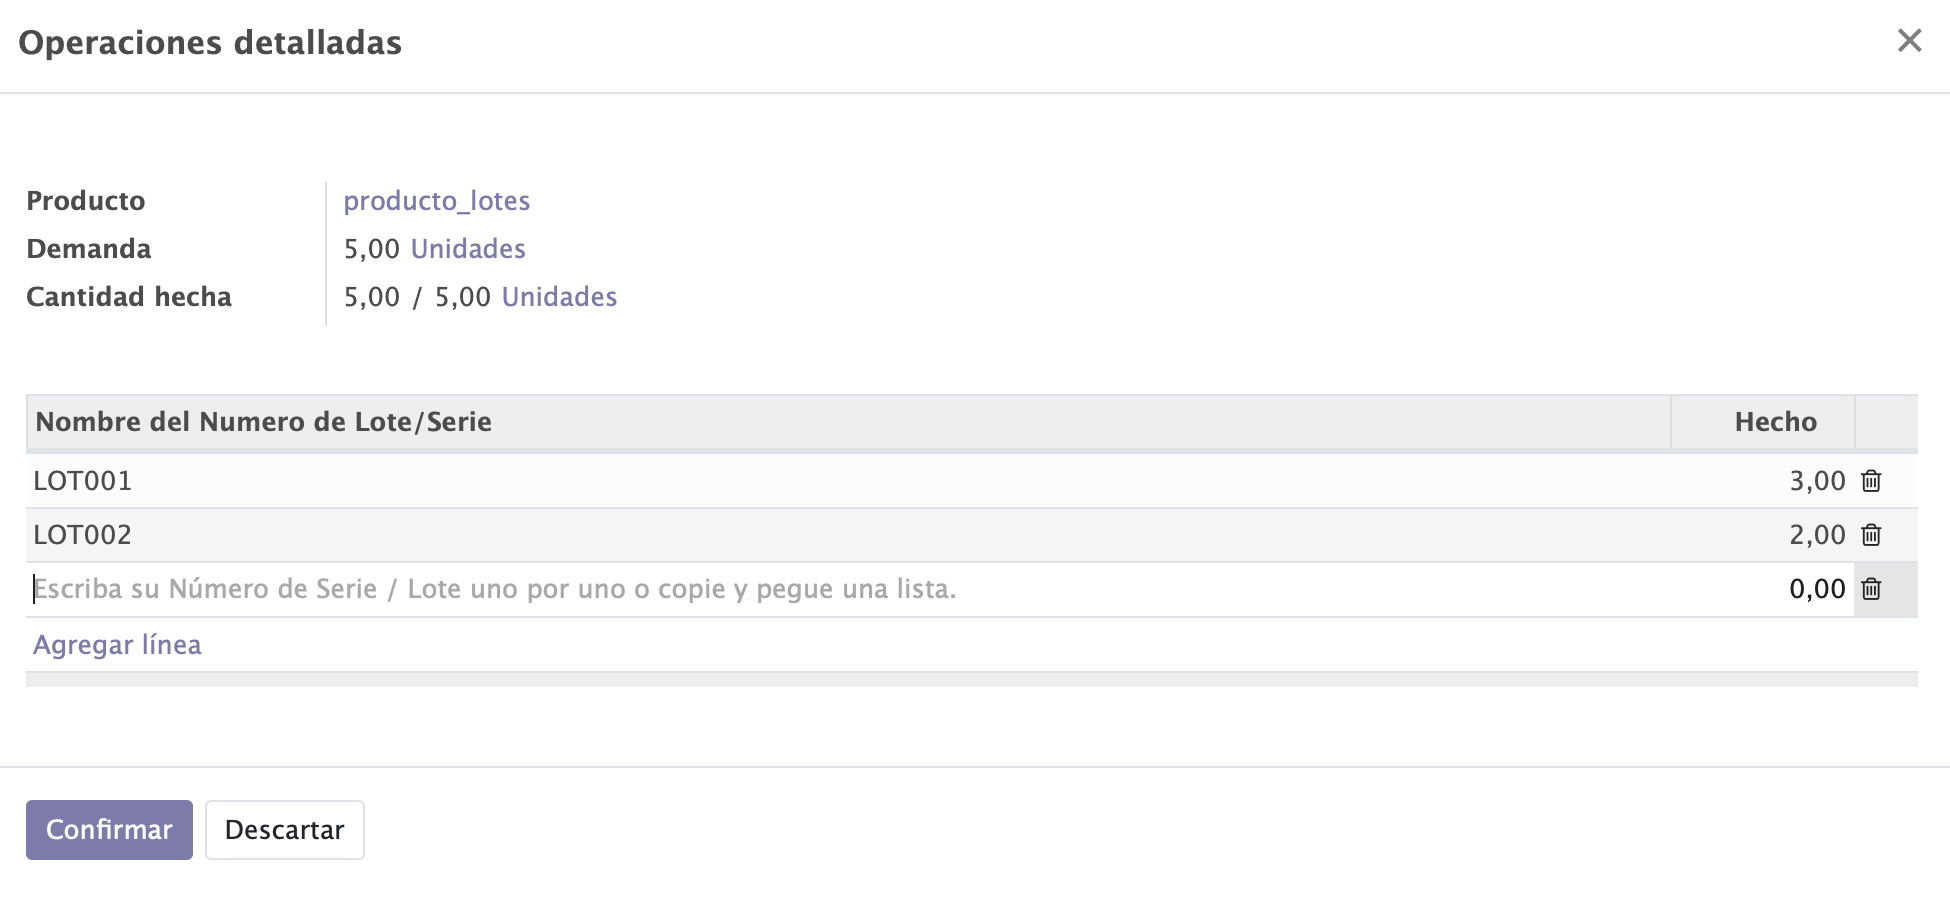 Operaciones detalladas
Producto producto_lotes
Demanda 5,00 Unidades
Cantidad hecha 5,00 / 5,00 Unidades
Nombre del Numero de Lote/Serie Hecho
LOT001 3,00
LOT002 2,00
Escriba su Número de Serie / Lote uno por uno o copie y pegue una lista. 0,00
Agregar línea
Confirmar Descartar